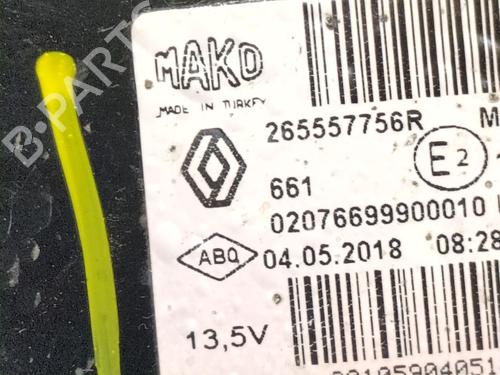 B-PARTS
MAKO
MADE IN TURKEY
265557756R M
661
E2
02076699900010
ABQ
04.05.2018 08:28
13,5V